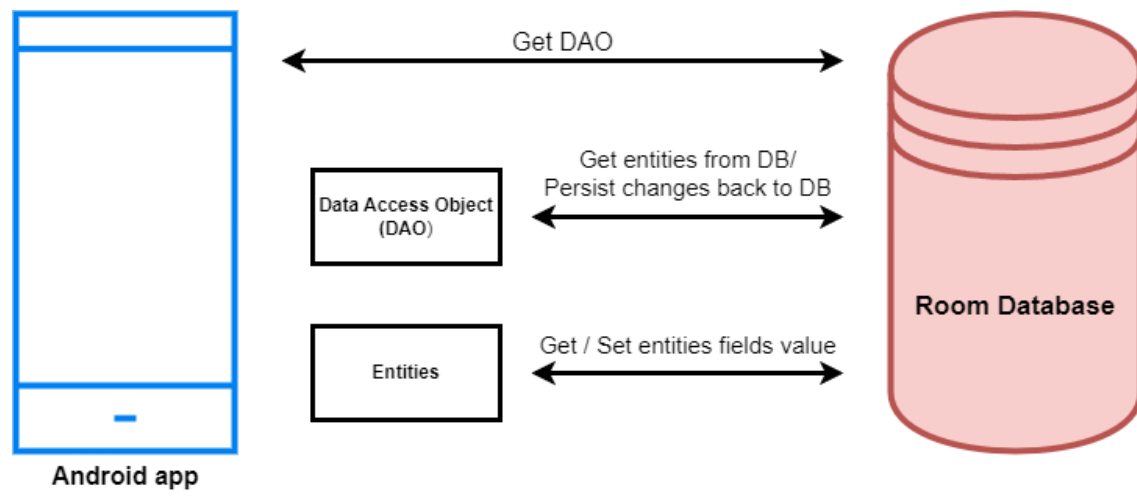 Get DAO
Get entities from DB/
Persist changes back to DB
Data Access Object
(DAO)
Room Database
Get / Set entities fields value
Entities
Android app